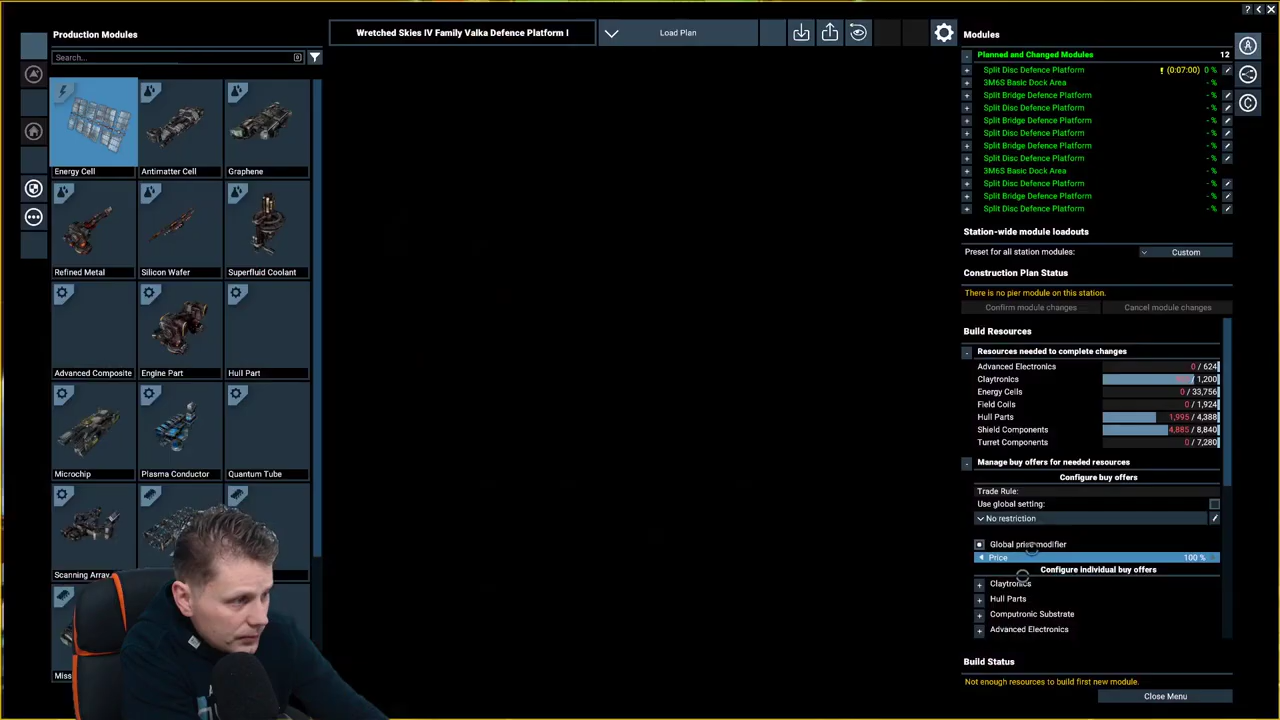 Production Modules
Search...
Energy Cell
Antimatter Cell
Graphene
Refined Metal
Silicon Wafer
Superfluid Coolant
Advanced Composite
Engine Part
Hull Part
Microchip
Plasma Conductor
Quantum Tube
Scanning Array
Wretched Skies IV Family Valka Defence Platform I
Load Plan
Modules
Planned and Changed Modules 12
Split Disc Defence Platform (0:07:00) 0 %
3M6S Basic Dock Area - %
Split Bridge Defence Platform - %
Split Disc Defence Platform - %
Split Bridge Defence Platform - %
Split Disc Defence Platform - %
Split Bridge Defence Platform - %
Split Disc Defence Platform - %
3M6S Basic Dock Area - %
Split Disc Defence Platform - %
Split Bridge Defence Platform - %
Split Disc Defence Platform - %
Station-wide module loadouts
Preset for all station modules: Custom
Construction Plan Status
There is no pier module on this station.
Confirm module changes Cancel module changes
Build Resources
Resources needed to complete changes
Advanced Electronics 0 / 624
Claytronics / 1,200
Energy Cells 0 / 33,756
Field Coils 0 / 1,924
Hull Parts 1,995 / 4,388
Shield Components 4,885 / 8,840
Turret Components 0 / 7,280
Manage buy offers for needed resources
Configure buy offers
Trade Rule:
Use global setting:
No restriction
Global price modifier
Price 100 %
Configure individual buy offers
Claytronics
Hull Parts
Computronic Substrate
Advanced Electronics
Build Status
Not enough resources to build first new module.
Close Menu